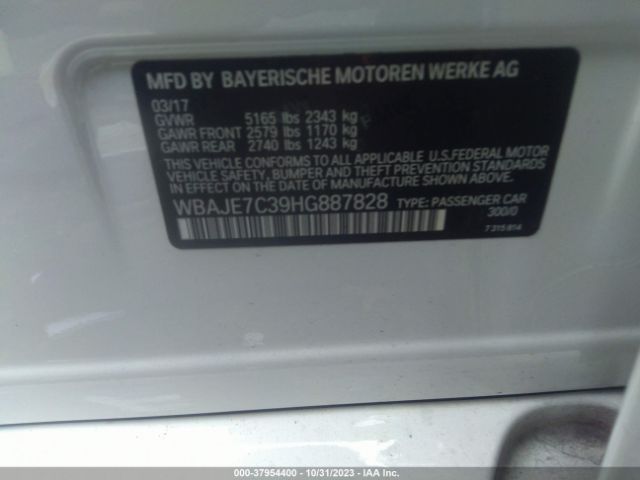 MFD BY BAYERISCHE MOTOREN WERKE AG
03/17
GVWR 5165 lbs 2343 kg
GAWR FRONT 2579 lbs 1170 kg
GAWR REAR 2740 lbs 1243 kg
THIS VEHICLE CONFORMS TO ALL APPLICABLE U.S.FEDERAL MOTOR
VEHICLE SAFETY, BUMPER AND THEFT PREVENTION STANDARDS
IN EFFECT ON THE DATE OF MANUFACTURE SHOWN ABOVE.
WBAJE7C39HG887828 TYPE: PASSENGER CAR
300/0
7 315 814
000-37954400 - 10/31/2023 - IAA Inc.